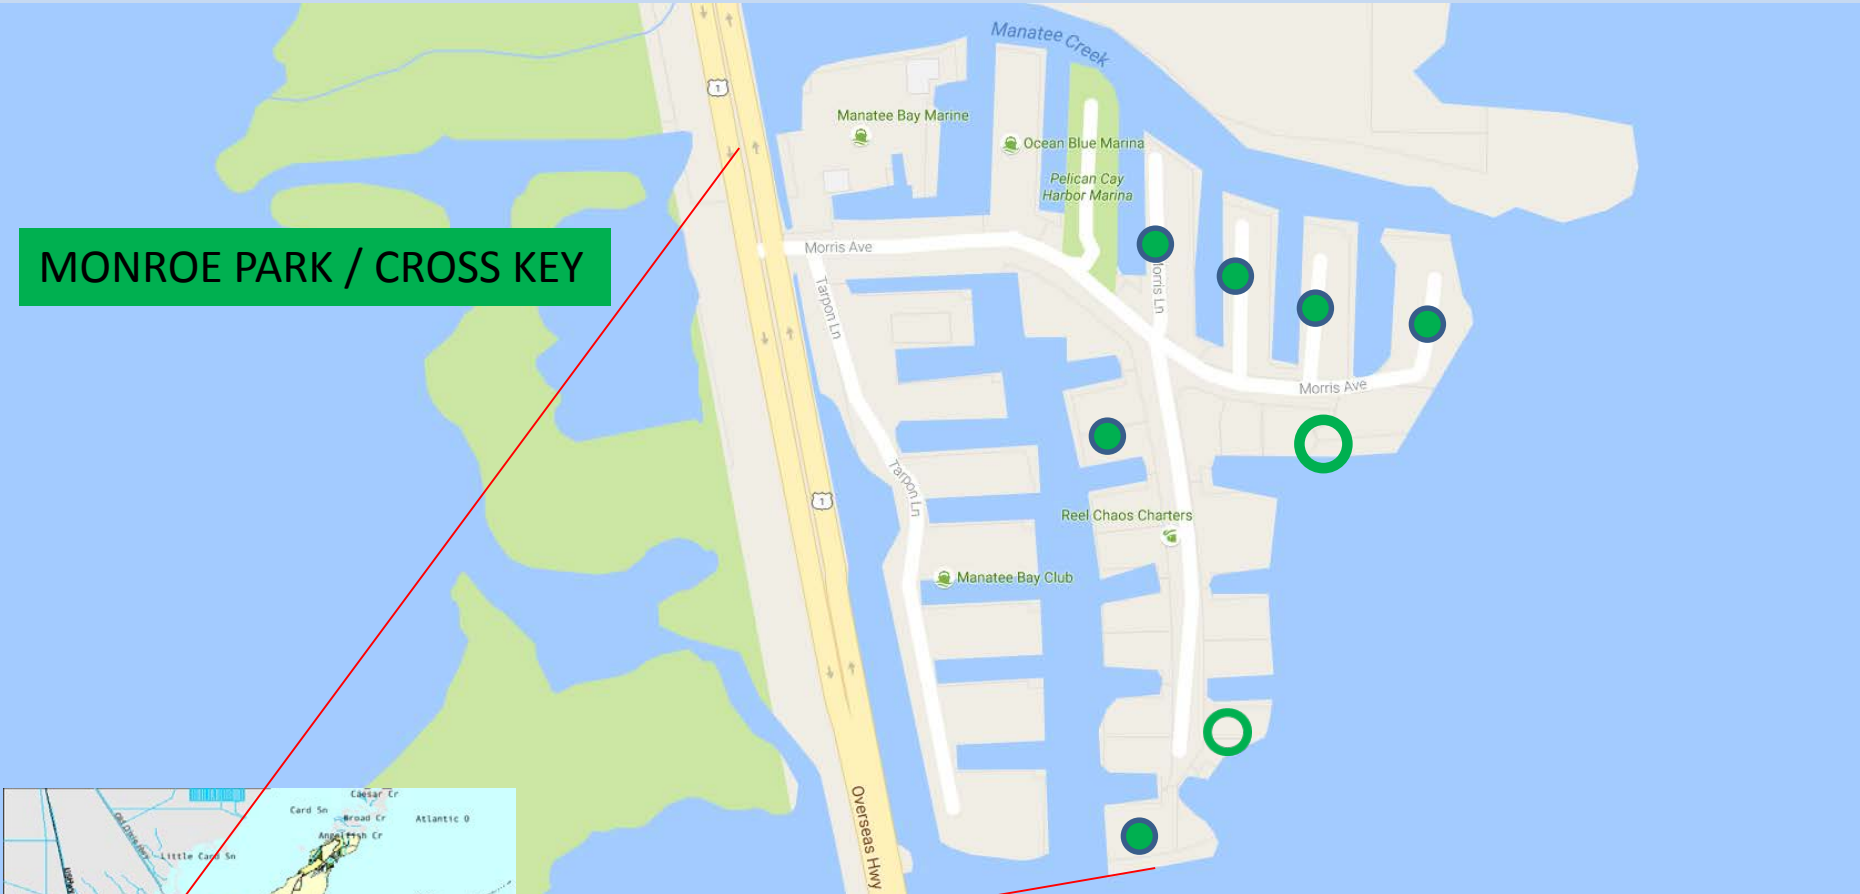 Manatee Creek
1
Manatee Bay Marine
Ocean Blue Marina
Pelican Cay
Harbor Marina
MONROE PARK / CROSS KEY
Morris Ave
Tarpon Ln
Morris Ave
Tarpon Ln
1
Reel Chaos Charters
Manatee Bay Club
Overseas Hwy
Caesar Cr
Card Sn
Broad Cr
Atlantic O
Angelfish Cr
Little Card Sn